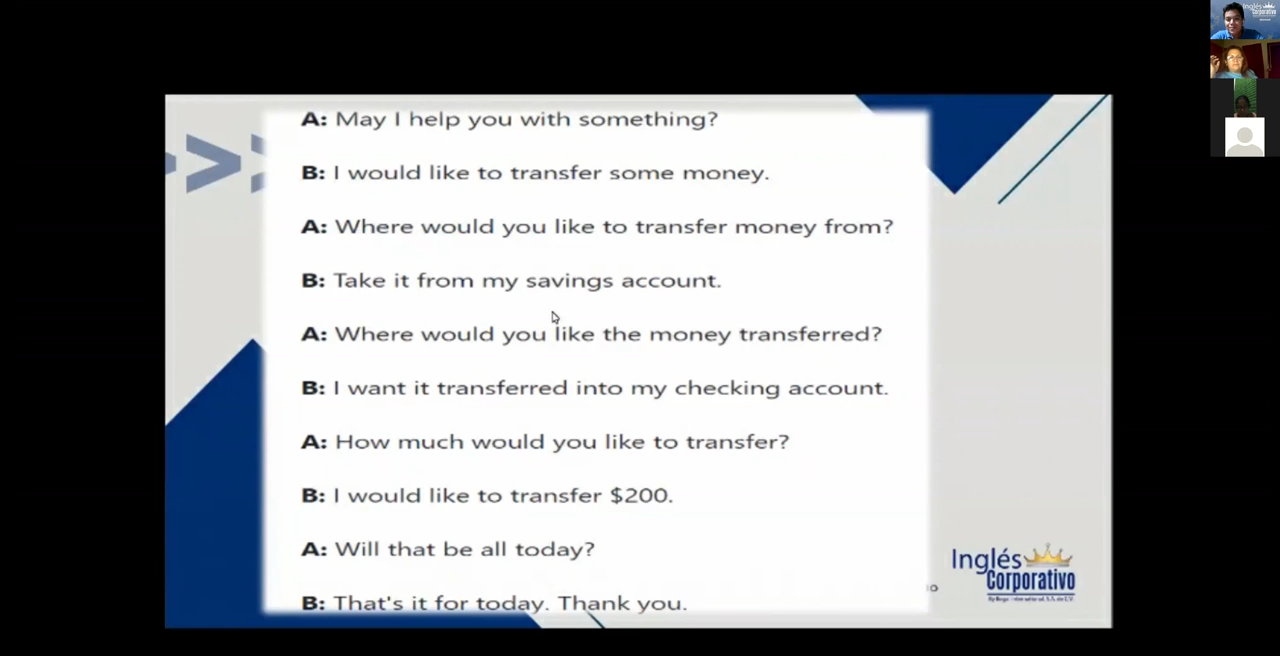 A: May I help you with something?
B: I would like to transfer some money.
A: Where would you like to transfer money from?
B: Take it from my savings account.
A: Where would you like the money transferred?
B: I want it transferred into my checking account.
A: How much would you like to transfer?
B: I would like to transfer $200.
A: Will that be all today?
B: That's it for today. Thank you.
Inglés
Corporativo
Inglés
Corporativo